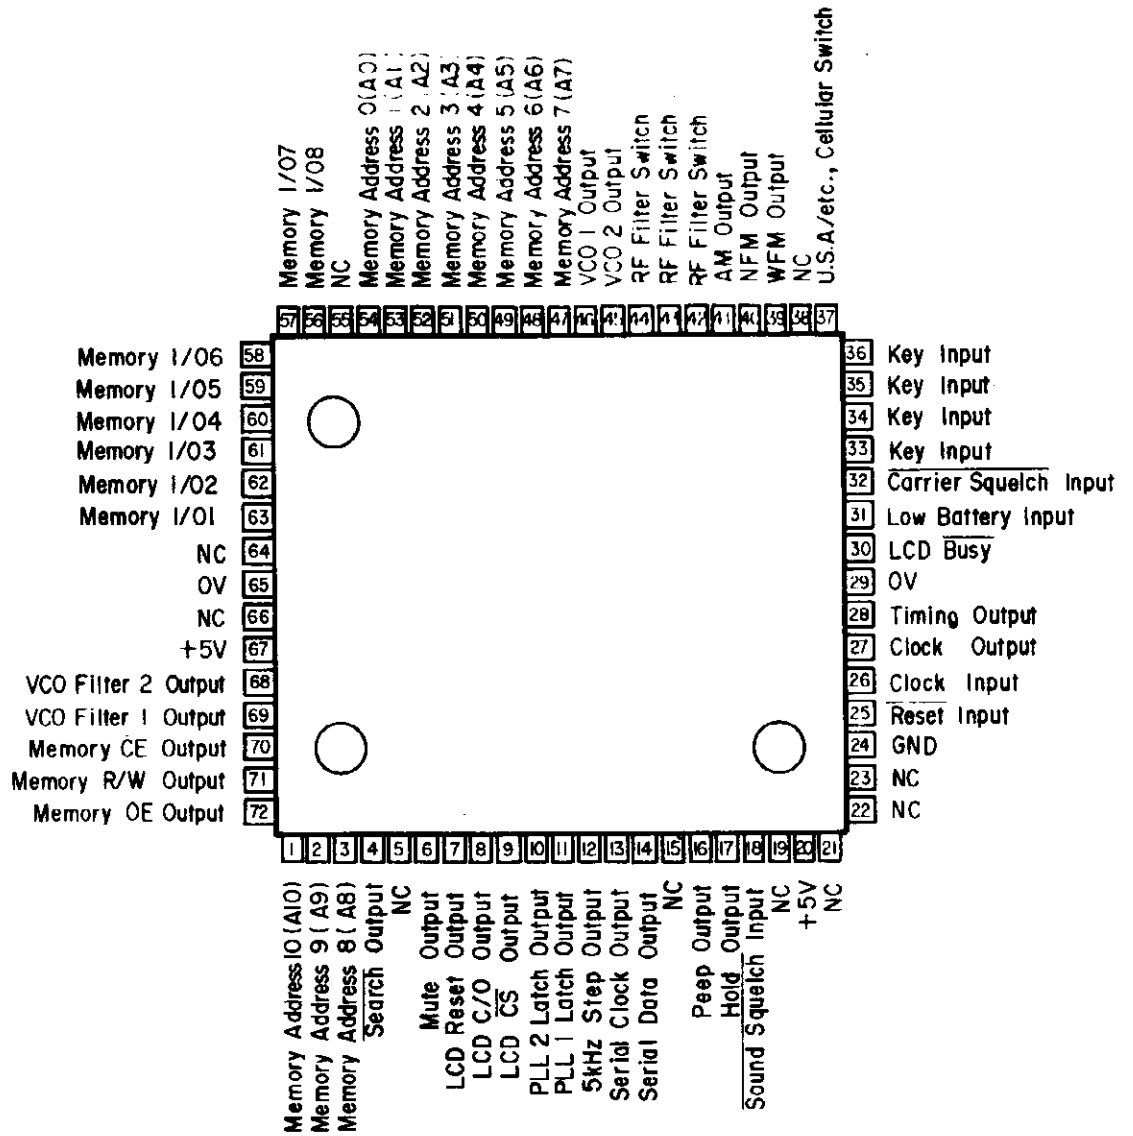 Memory I/07
Memory I/08
NC
Memory Address 0(A0)
Memory Address 1(A1)
Memory Address 2(A2)
Memory Address 3(A3)
Memory Address 4(A4)
Memory Address 5(A5)
Memory Address 6(A6)
Memory Address 7(A7)
VCO 1 Output
VCO 2 Output
RF Filter Switch
RF Filter Switch
RF Filter Switch
AM Output
NFM Output
WFM Output
NC
U.S.A/etc., Cellular Switch
57 56 55 54 53 52 51 50 49 48 47 46 45 44 43 42 41 40 39 38 37
Memory I/06 58
Memory I/05 59
Memory I/04 60
Memory I/03 61
Memory I/02 62
Memory I/01 63
NC 64
0V 65
NC 66
+5V 67
VCO Filter 2 Output 68
VCO Filter 1 Output 69
Memory CE Output 70
Memory R/W Output 71
Memory OE Output 72
36 Key Input
35 Key Input
34 Key Input
33 Key Input
32 Carrier Squelch Input
31 Low Battery Input
30 LCD Busy
29 0V
28 Timing Output
27 Clock Output
26 Clock Input
25 Reset Input
24 GND
23 NC
22 NC
1 2 3 4 5 6 7 8 9 10 11 12 13 14 15 16 17 18 19 20 21
Memory Address 10(A10)
Memory Address 9(A9)
Memory Address 8(A8)
Search Output
NC
Mute Output
LCD Reset Output
LCD C/O Output
LCD CS Output
PLL 2 Latch Output
PLL 1 Latch Output
5kHz Step Output
Serial Clock Output
Serial Data Output
NC
Peep Output
Hold Output
Sound Squelch Input
NC
+5V
NC